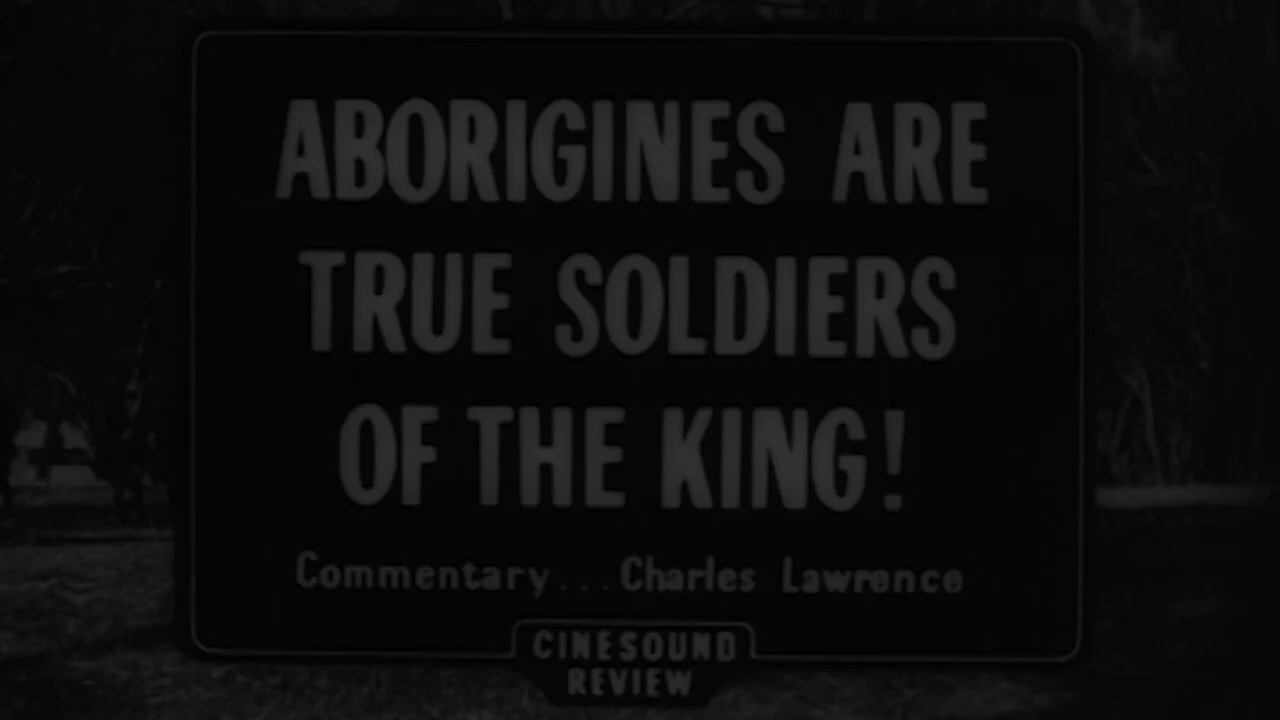 ABORIGINES ARE
TRUE SOLDIERS
OF THE KING!
Commentary...Charles Lawrence
CINESOUND
REVIEW